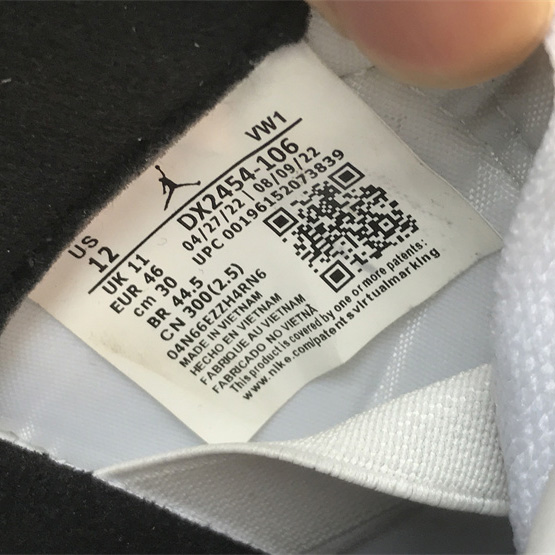 VW1
US
12
DX2454-106
04/27/22 08/09/22
UPC 00196152073839
UK 11
EUR 46
cm 30
BR 44.5
CN 300(2.5)
04N66EZZH4RN6
MADE IN VIETNAM
HECHO EN VIETNAM
FABRIQUE AU VIETNAM
FABRICADO NO VIETNÃ
This product is covered by one or more patents:
www.nike.com/patentsvirtualmarking